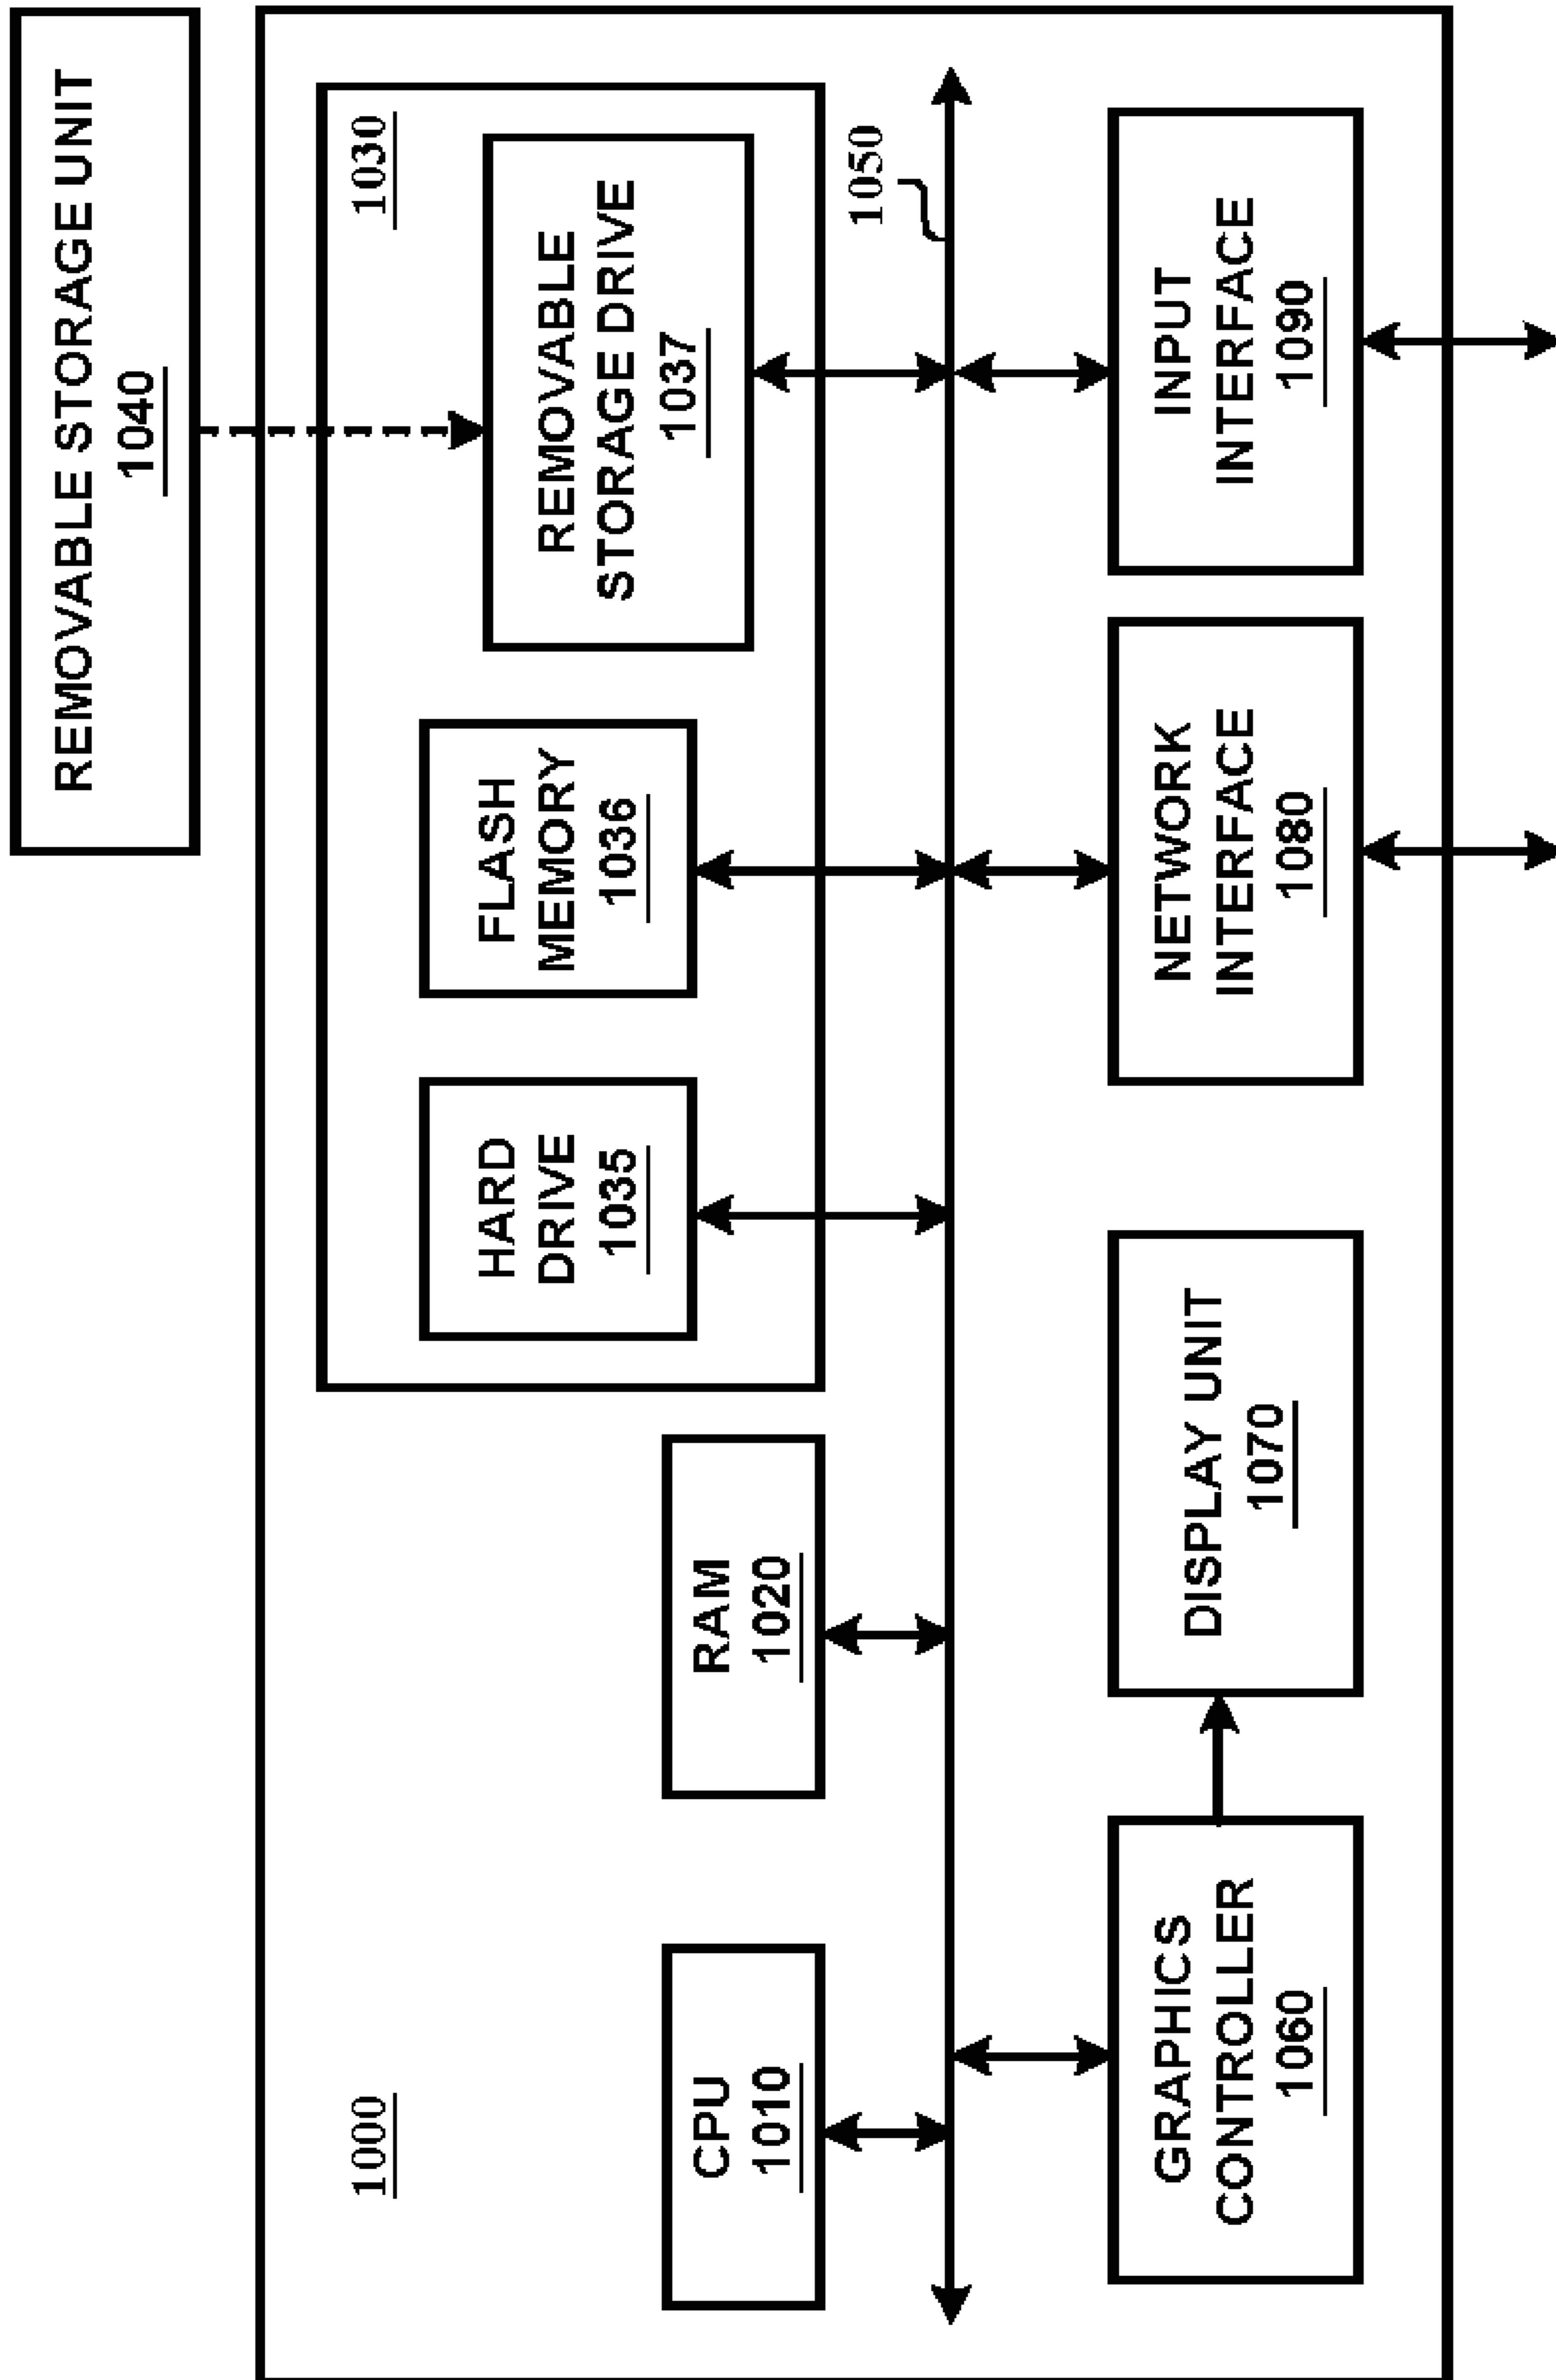 REMOVABLE STORAGE UNIT
1040
1000
1030
CPU
1010
RAM
1020
HARD
DRIVE
1035
FLASH
MEMORY
1036
REMOVABLE
STORAGE DRIVE
1037
1050
GRAPHICS
CONTROLLER
1060
DISPLAY UNIT
1070
NETWORK
INTERFACE
1080
INPUT
INTERFACE
1090